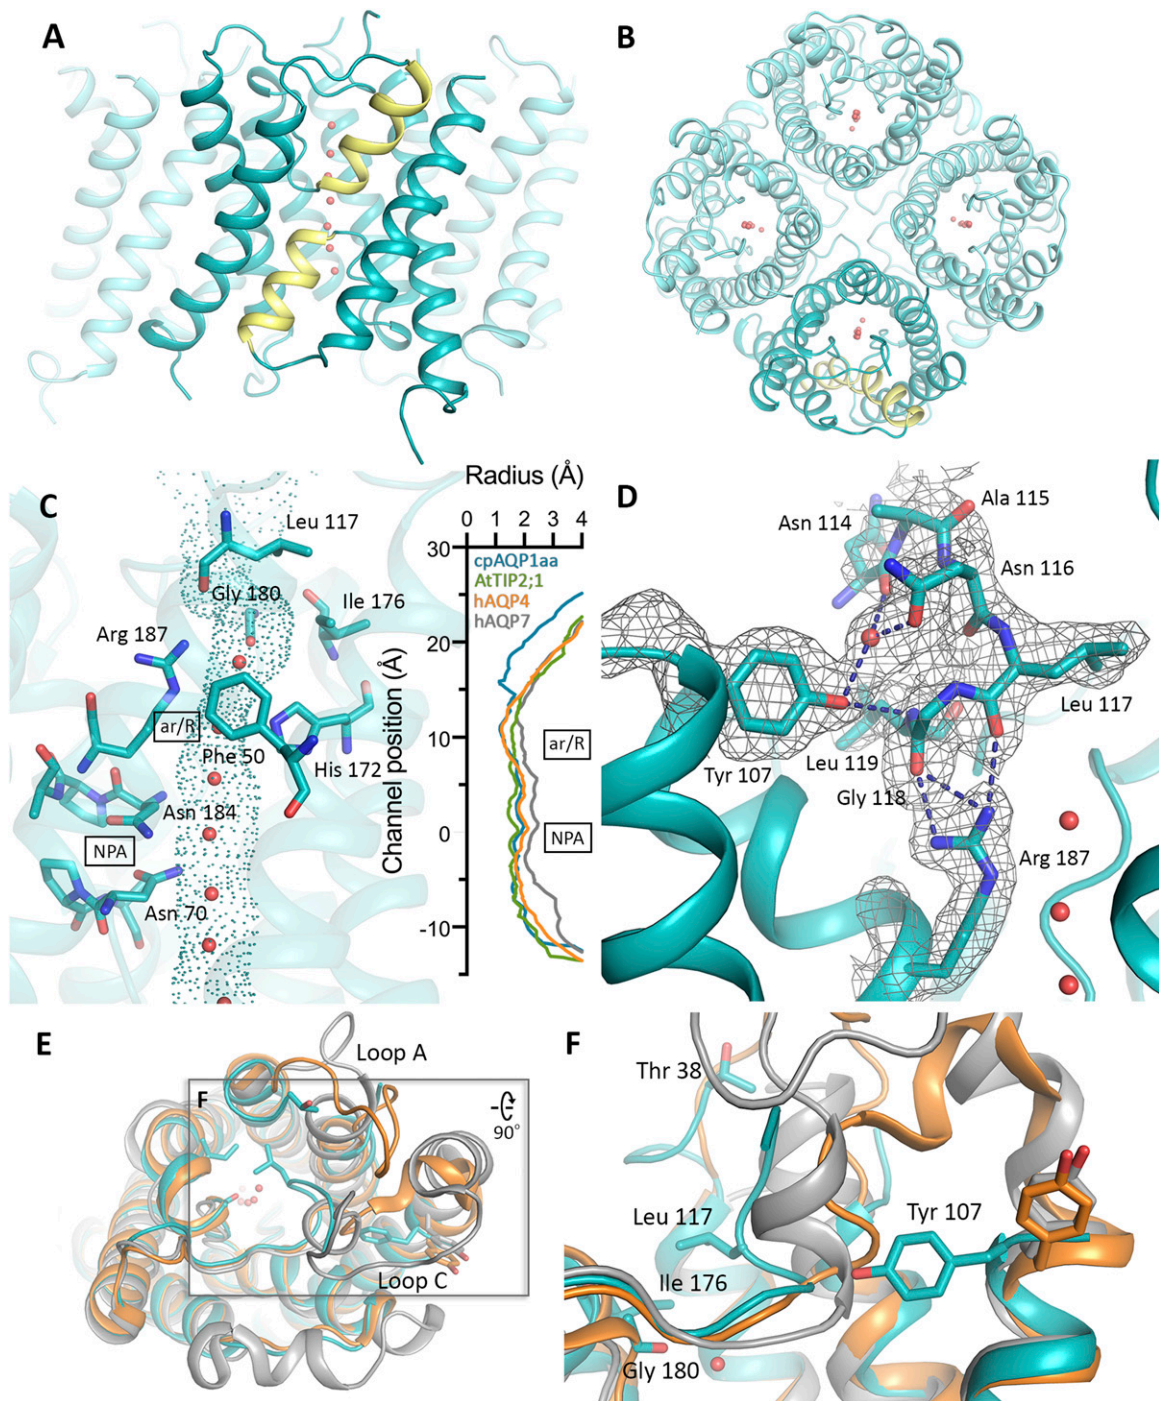 A
B
C
Leu 117
Gly 180
Ile 176
Arg 187
ar/R
Phe 50
His 172
Asn 184
NPA
Asn 70
Radius (Å)
0 1 2 3 4
30
20
10
0
-10
Channel position (Å)
cpAQP1aa
AtTIP2;1
hAQP4
hAQP7
ar/R
NPA
D
Ala 115
Asn 114
Asn 116
Leu 117
Tyr 107
Leu 119
Gly 118
Arg 187
E
Loop A
F
90°
Loop C
F
Thr 38
Leu 117
Tyr 107
Ile 176
Gly 180